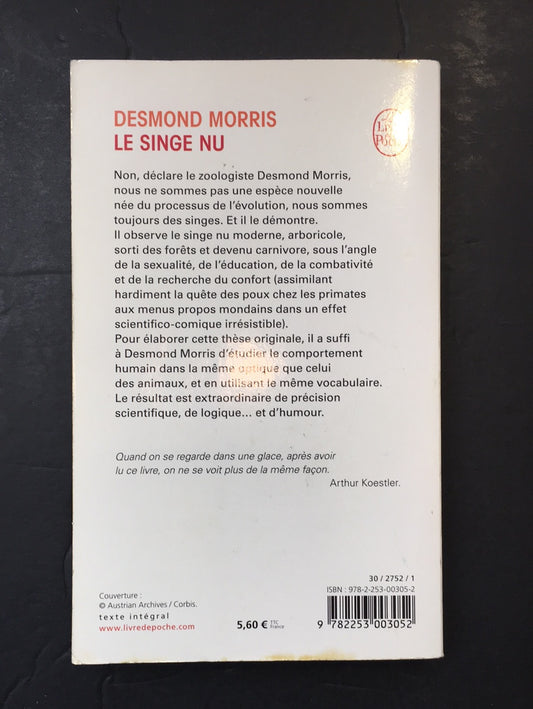 DESMOND MORRIS
LE SINGE NU
Le
Livre
Poche
Non, déclare le zoologiste Desmond Morris,
nous ne sommes pas une espèce nouvelle
née du processus de l'évolution, nous sommes
toujours des singes. Et il le démontre.
Il observe le singe nu moderne, arboricole,
sorti des forêts et devenu carnivore, sous l'angle
de la sexualité, de l'éducation, de la combativité
et de la recherche du confort (assimilant
hardiment la quête des poux chez les primates
aux menus propos mondains dans un effet
scientifico-comique irrésistible).
Pour élaborer cette thèse originale, il a suffi
à Desmond Morris d'étudier le comportement
humain dans la même optique que celui
des animaux, et en utilisant le même vocabulaire.
Le résultat est extraordinaire de précision
scientifique, de logique... et d'humour.
Quand on se regarde dans une glace, après avoir
lu ce livre, on ne se voit plus de la même façon.
Arthur Koestler.
Couverture :
© Austrian Archives / Corbis.
texte intégral
www.livredepoche.com
5,60 € TTC France
30 / 2752 / 1
ISBN : 978-2-253-00305-2
9 782253 003052